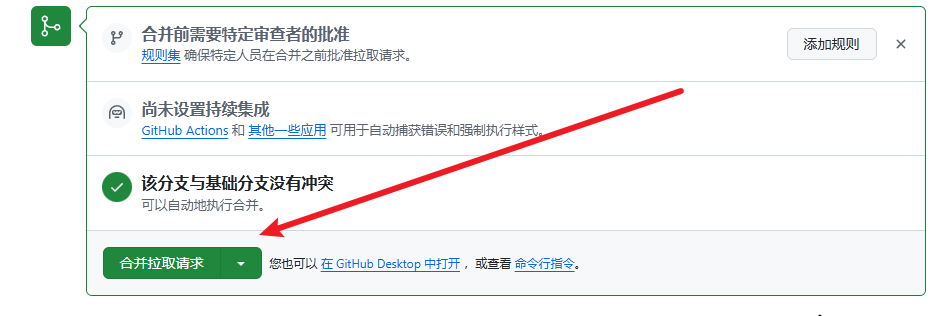 合并前需要特定审查者的批准
规则集 确保特定人员在合并之前批准拉取请求。
添加规则
尚未设置持续集成
GitHub Actions 和 其他一些应用 可用于自动捕获错误和强制执行样式。
该分支与基础分支没有冲突
可以自动地执行合并。
合并拉取请求
您也可以 在 GitHub Desktop 中打开 ，或查看 命令行指令。